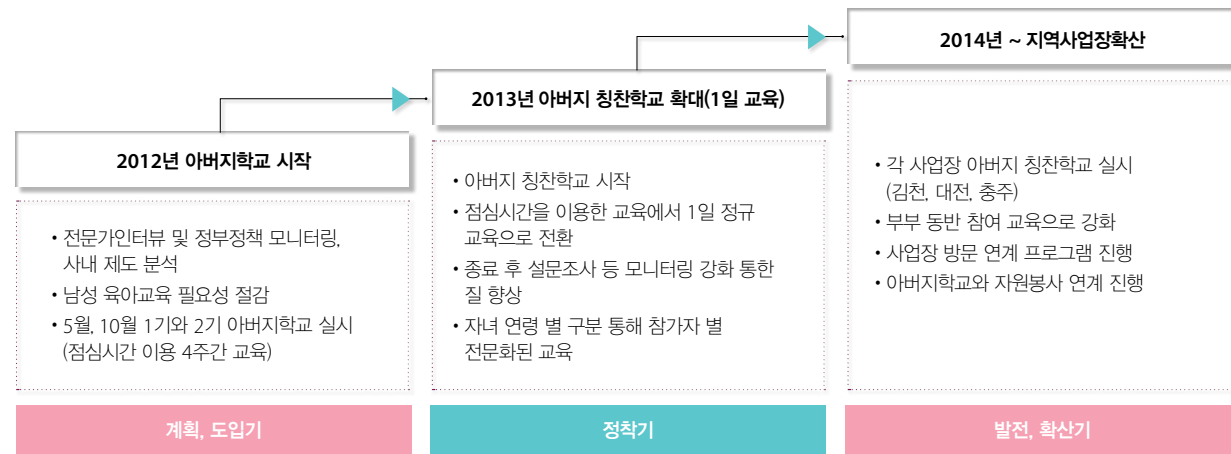 2012년 아버지학교 시작
• 전문가인터뷰 및 정부정책 모니터링,
사내 제도 분석
• 남성 육아교육 필요성 절감
• 5월, 10월 1기와 2기 아버지학교 실시
(점심시간 이용 4주간 교육)
계획, 도입기
2013년 아버지 칭찬학교 확대(1일 교육)
• 아버지 칭찬학교 시작
• 점심시간을 이용한 교육에서 1일 정규
교육으로 전환
• 종료 후 설문조사 등 모니터링 강화 통한
질 향상
• 자녀 연령 별 구분 통해 참가자 별
전문화된 교육
정착기
2014년 ~ 지역사업장확산
• 각 사업장 아버지 칭찬학교 실시
(김천, 대전, 충주)
• 부부 동반 참여 교육으로 강화
• 사업장 방문 연계 프로그램 진행
• 아버지학교와 자원봉사 연계 진행
발전, 확산기